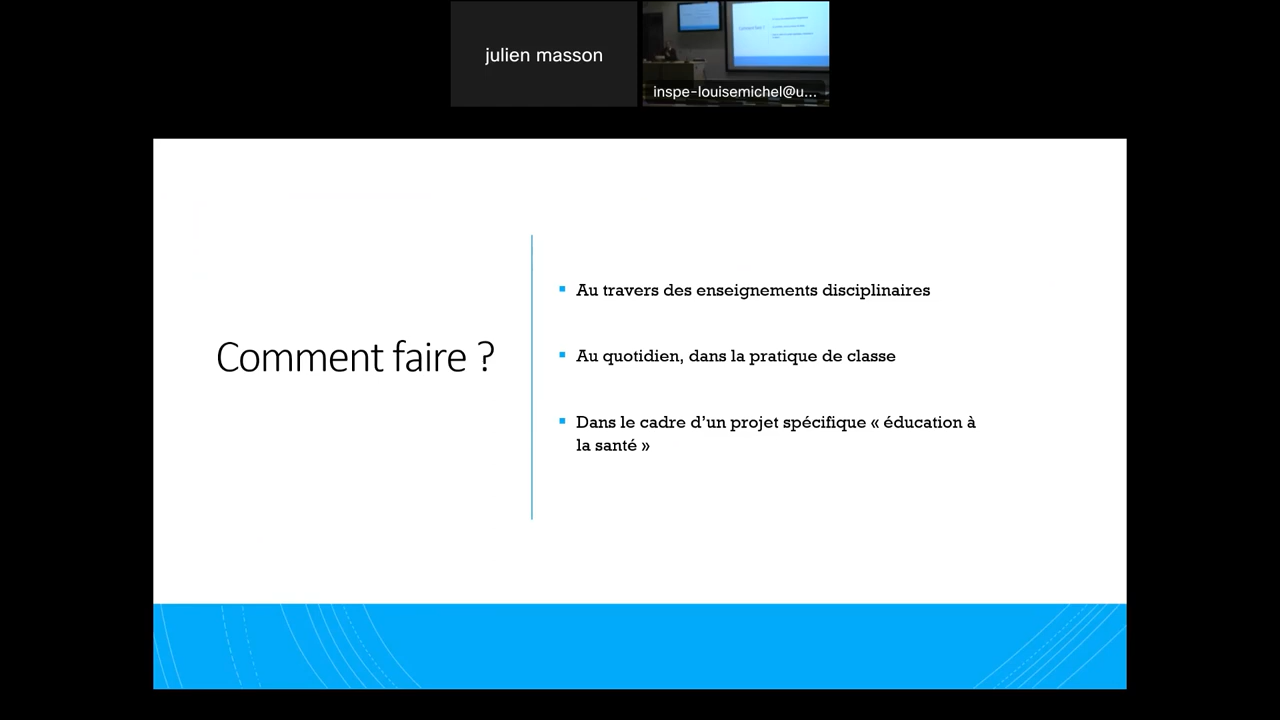 julien masson
inspe-louisemichel@u...
Comment faire ?
Au travers des enseignements disciplinaires
Au quotidien, dans la pratique de classe
Dans le cadre d’un projet spécifique « éducation à
la santé »